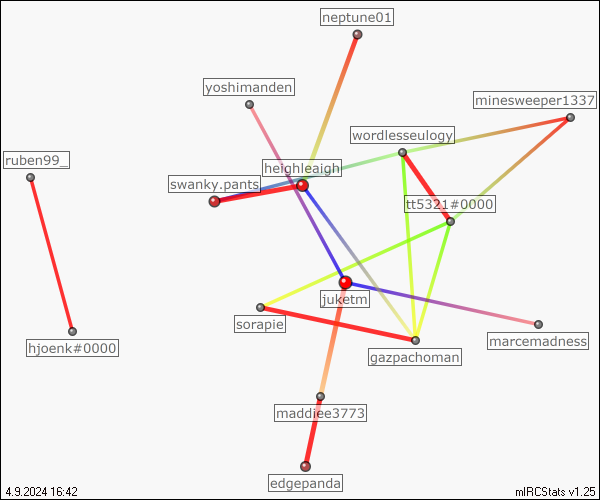 neptune01
yoshimanden
minesweeper1337
wordlesseulogy
ruben99_
heighleaigh
swanky.pants
tt5321#0000
juketm
sorapie
marcemadness
hjoenk#0000
gazpachoman
maddiee3773
edgepanda
4.9.2024 16:42
mIRCStats v1.25